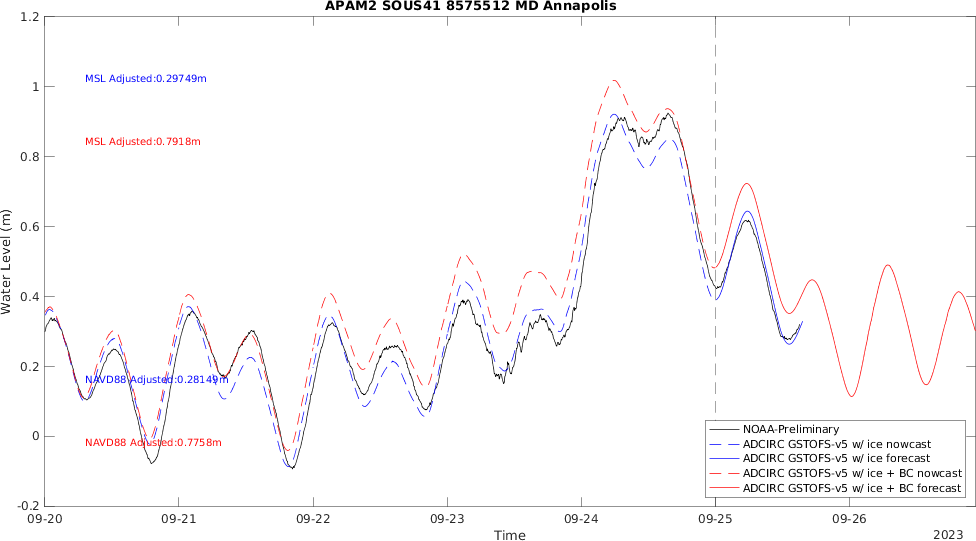 APAM2 SOUS41 8575512 MD Annapolis
1.2
1
0.8
0.6
0.4
0.2
0
-0.2
Water Level (m)
MSL Adjusted:0.29749m
MSL Adjusted:0.7918m
NAVD88 Adjusted:0.28149m
NAVD88 Adjusted:0.7758m
NOAA-Preliminary
ADCIRC GSTOFS-v5 w/ ice nowcast
ADCIRC GSTOFS-v5 w/ ice forecast
ADCIRC GSTOFS-v5 w/ ice + BC nowcast
ADCIRC GSTOFS-v5 w/ ice + BC forecast
09-20 09-21 09-22 09-23 09-24 09-25 09-26
Time
2023